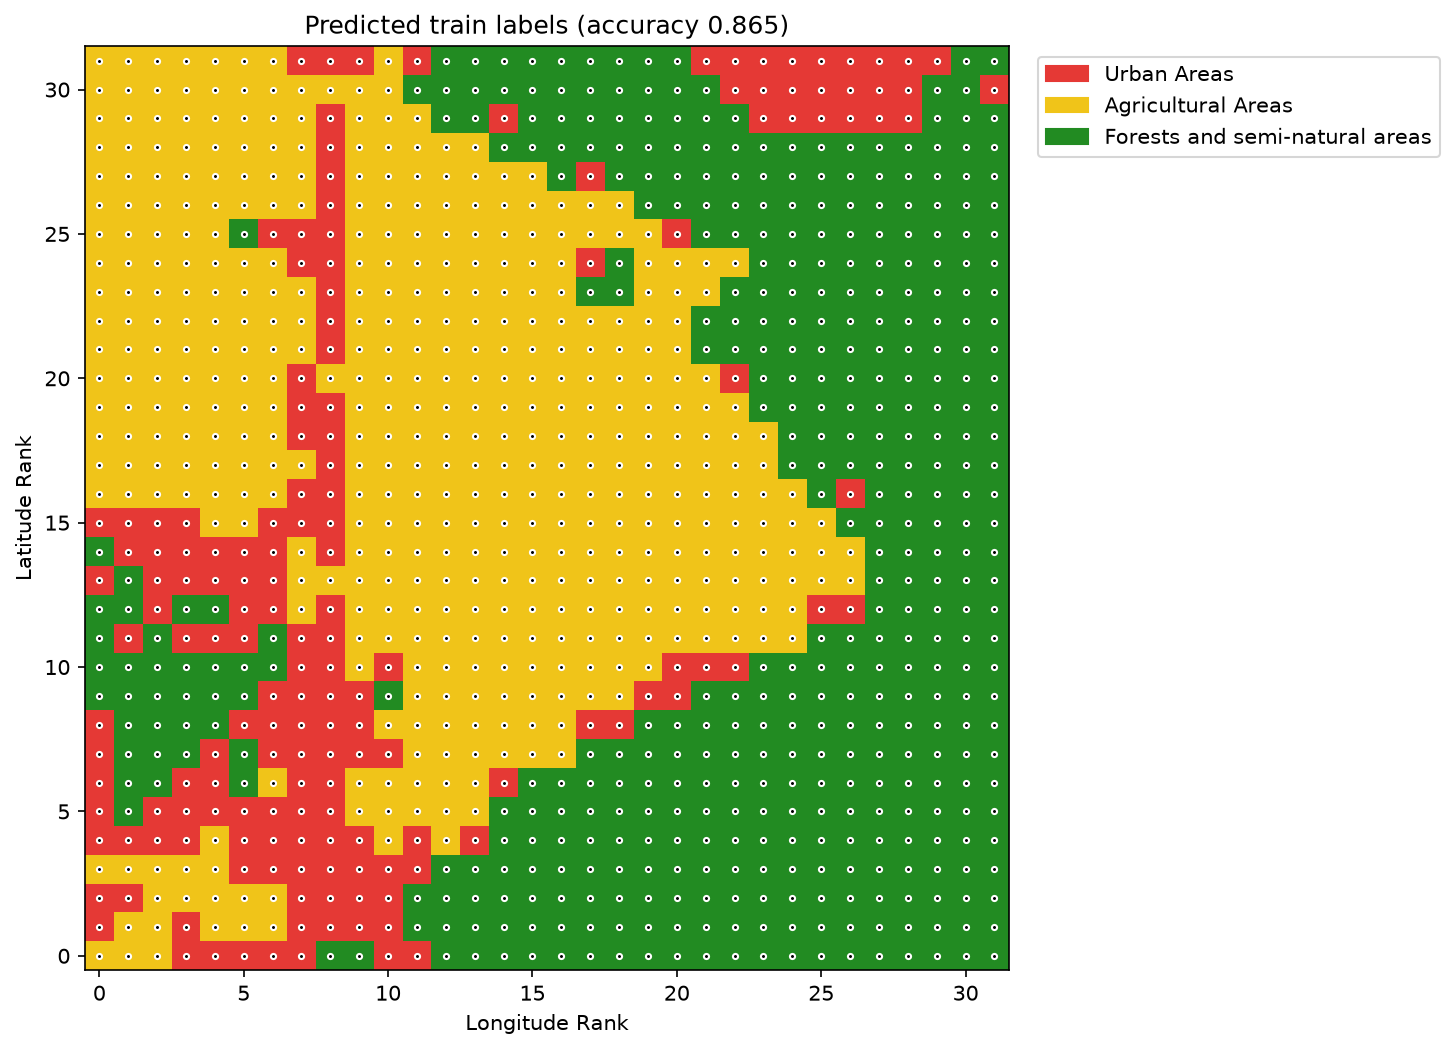 Predicted train labels (accuracy 0.865)
Urban Areas
Agricultural Areas
Forests and semi-natural areas
30
25
20
15
10
5
0
Latitude Rank
0 5 10 15 20 25 30
Longitude Rank